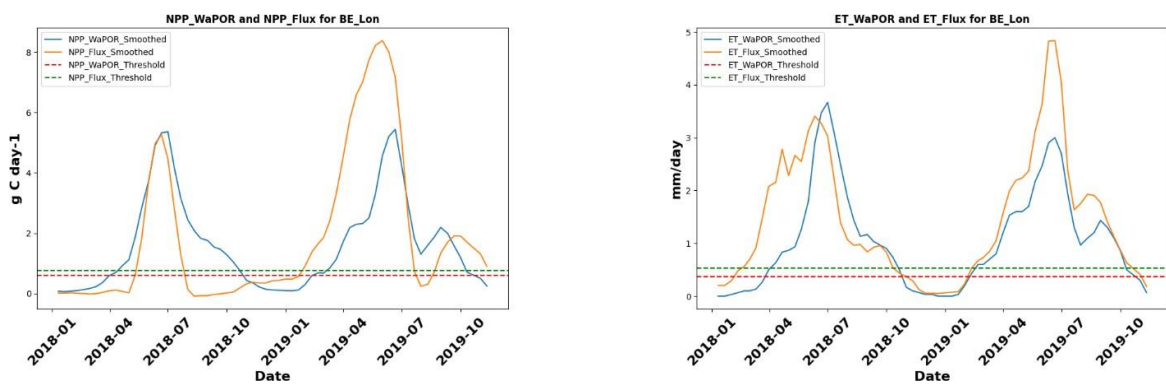 NPP_WaPOR and NPP_Flux for BE_Lon
NPP_WaPOR_Smoothed
NPP_Flux_Smoothed
NPP_WaPOR_Threshold
NPP_Flux_Threshold
g C day-1
8
6
4
2
0
2018-01
2018-04
2018-07
2018-10
2019-01
2019-04
2019-07
2019-10
Date
ET_WaPOR and ET_Flux for BE_Lon
ET_WaPOR_Smoothed
ET_Flux_Smoothed
ET_WaPOR_Threshold
ET_Flux_Threshold
mm/day
5
4
3
2
1
0
2018-01
2018-04
2018-07
2018-10
2019-01
2019-04
2019-07
2019-10
Date